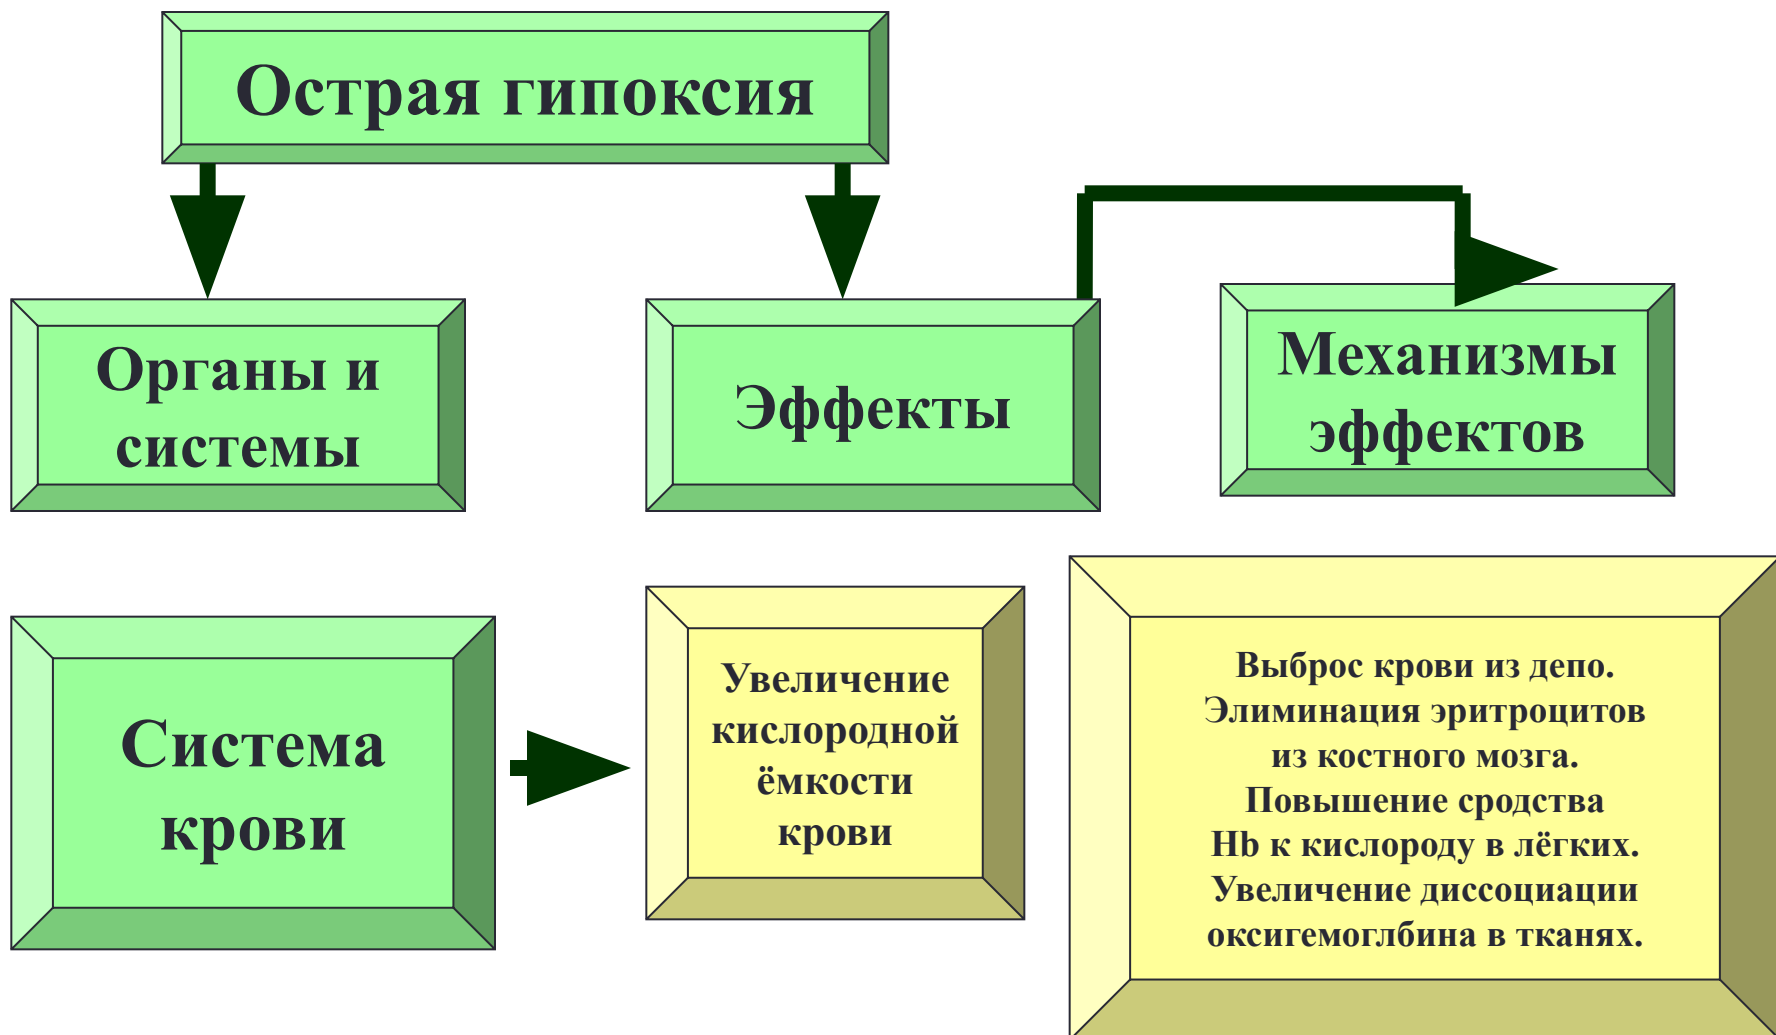 Острая гипоксия
Органы и
системы
Эффекты
Механизмы
эффектов
Система
крови
Увеличение
кислородной
ёмкости
крови
Выброс крови из депо.
Элиминация эритроцитов
из костного мозга.
Повышение сродства
Hb к кислороду в лёгких.
Увеличение диссоциации
оксигемоглбина в тканях.